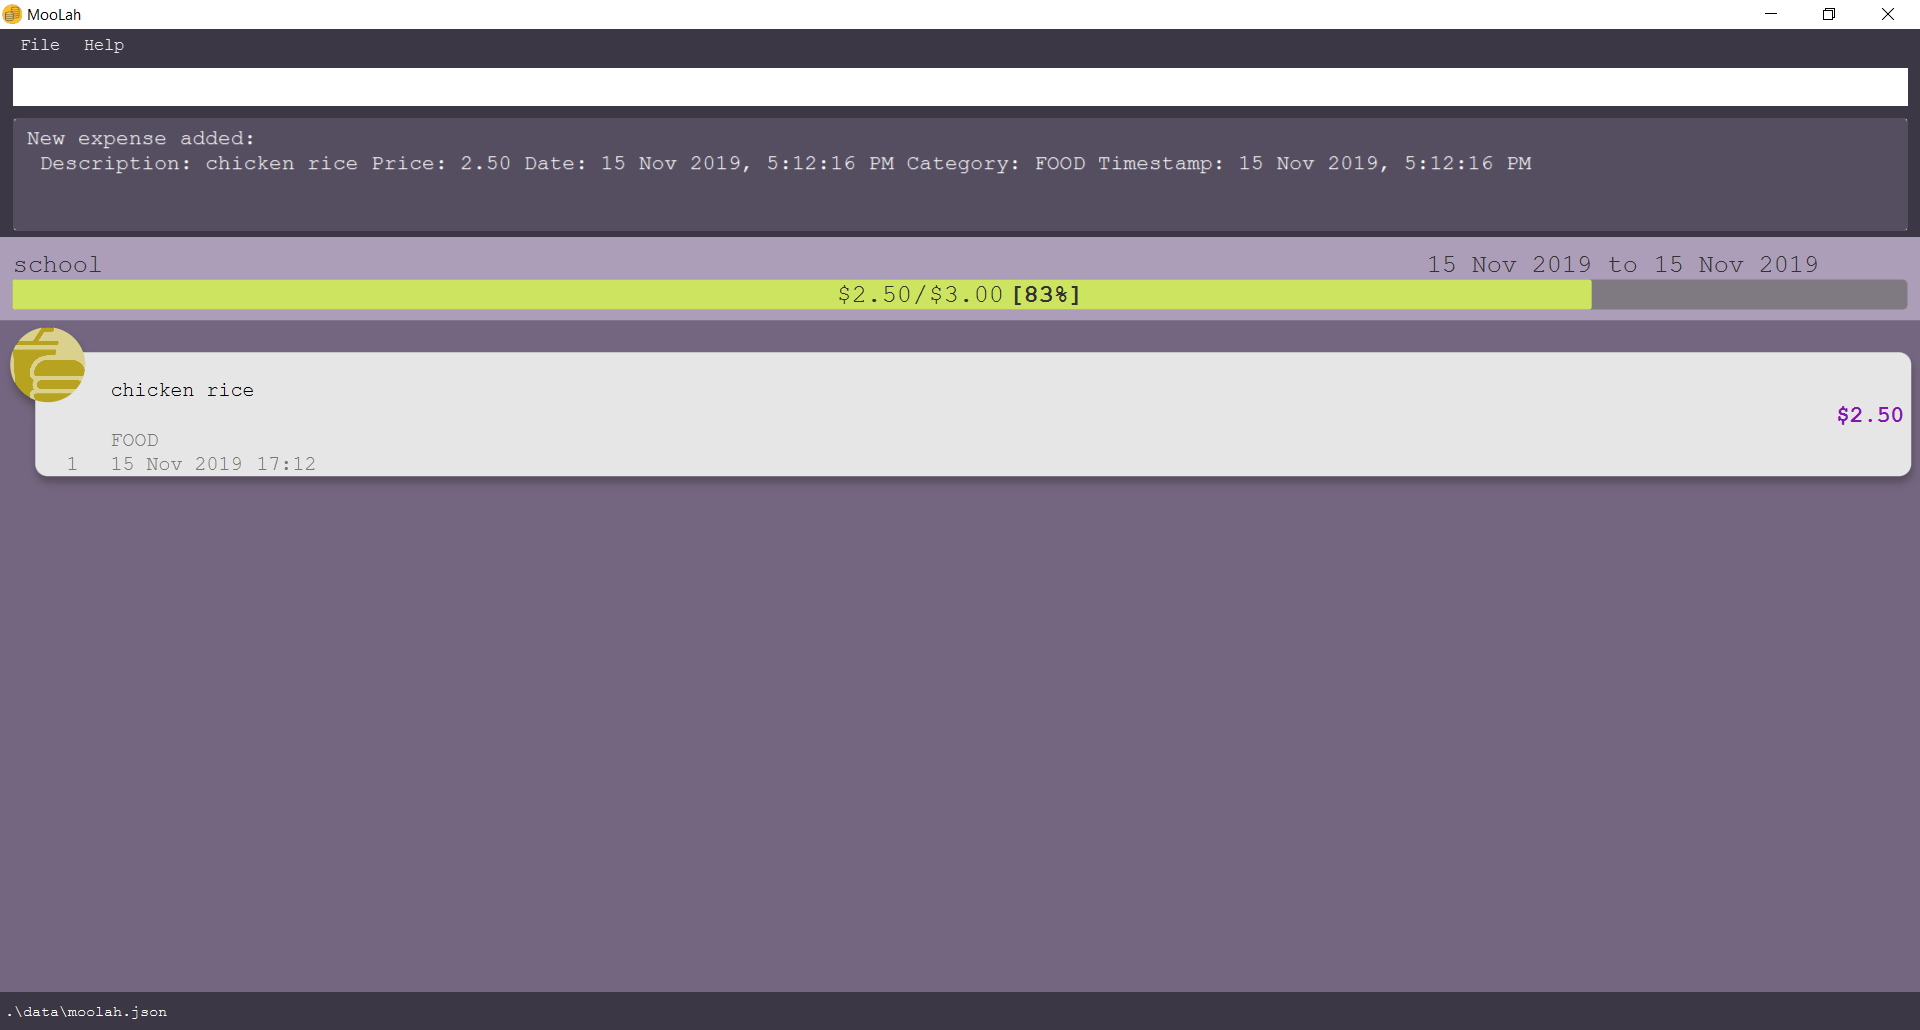 MooLah
File Help
New expense added:
Description: chicken rice Price: 2.50 Date: 15 Nov 2019, 5:12:16 PM Category: FOOD Timestamp: 15 Nov 2019, 5:12:16 PM
school 15 Nov 2019 to 15 Nov 2019
$2.50/$3.00 [83%]
chicken rice
$2.50
FOOD
1 15 Nov 2019 17:12
.\data\moolah.json